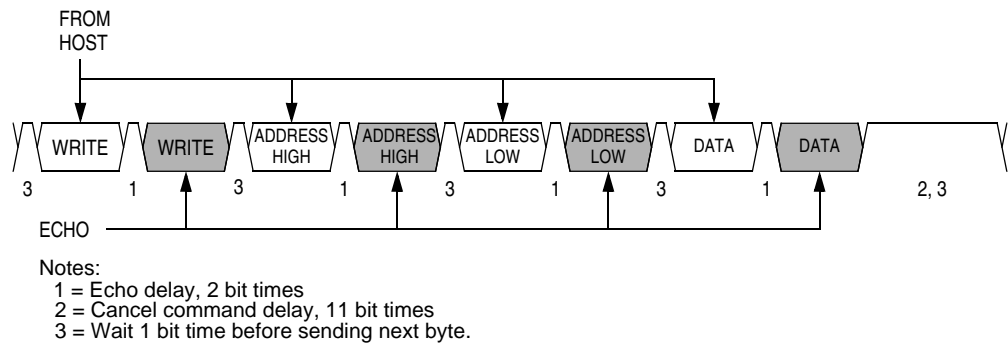 FROM
HOST
WRITE
WRITE
ADDRESS
HIGH
ADDRESS
HIGH
ADDRESS
LOW
ADDRESS
LOW
DATA
DATA
3 1 3 1 3 1 3 1 2, 3
ECHO
Notes:
1 = Echo delay, 2 bit times
2 = Cancel command delay, 11 bit times
3 = Wait 1 bit time before sending next byte.